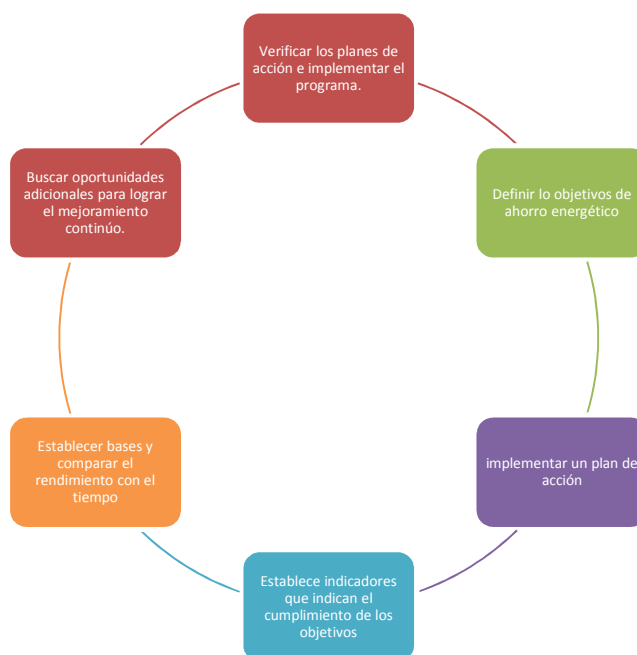 Verificar los planes de
acción e implementar el
programa.
Definir lo objetivos de
ahorro energético
implementar un plan de
acción
Establece indicadores
que indican el
cumplimiento de los
objetivos
Establecer bases y
comparar el
rendimiento con el
tiempo
Buscar oportunidades
adicionales para lograr
el mejoramiento
continúo.